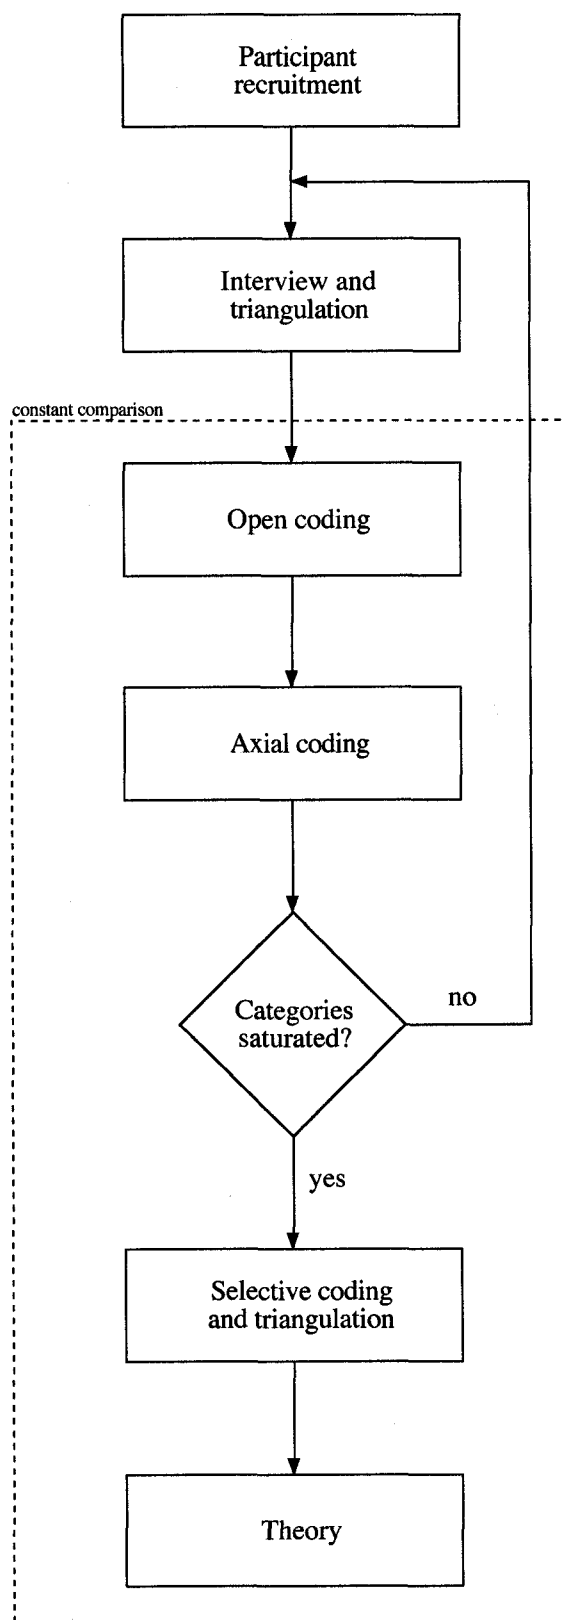 Participant
recruitment
Interview and
triangulation
constant comparison
Open coding
Axial coding
Categories
saturated?
no
yes
Selective coding
and triangulation
Theory